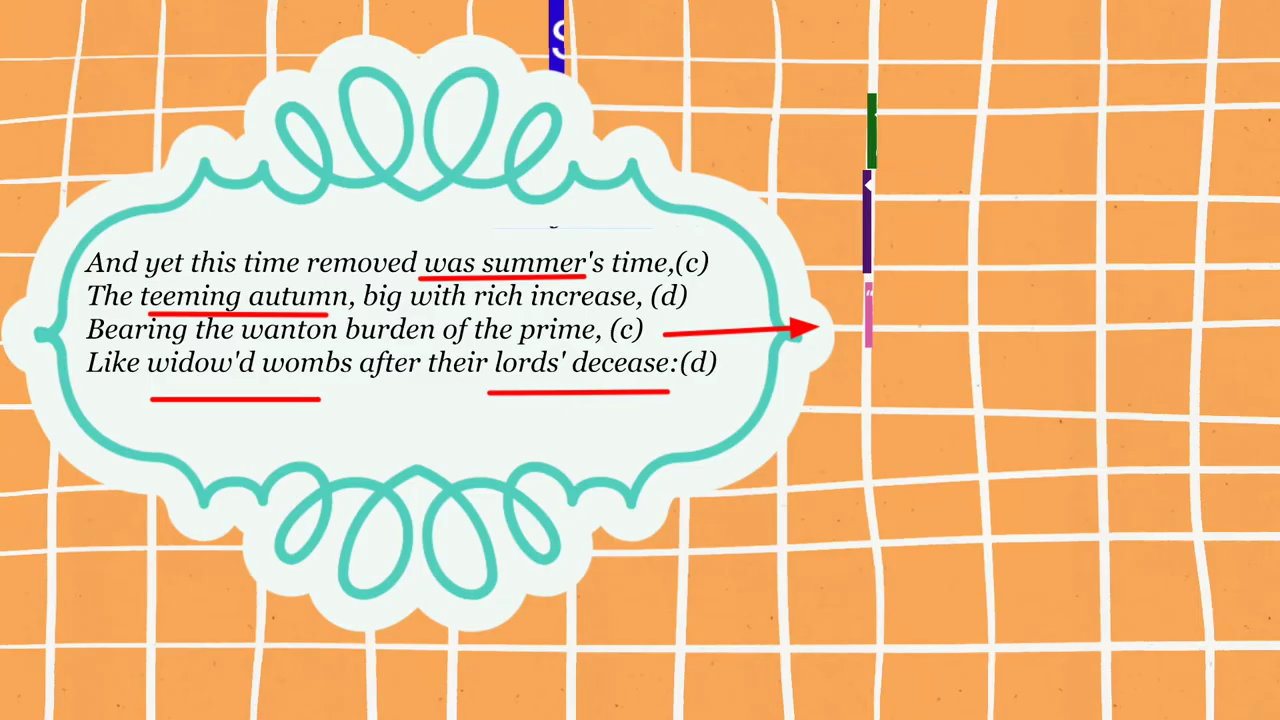 And yet this time removed was summer's time,(c)
The teeming autumn, big with rich increase, (d)
Bearing the wanton burden of the prime, (c)
Like widow'd wombs after their lords' decease:(d)